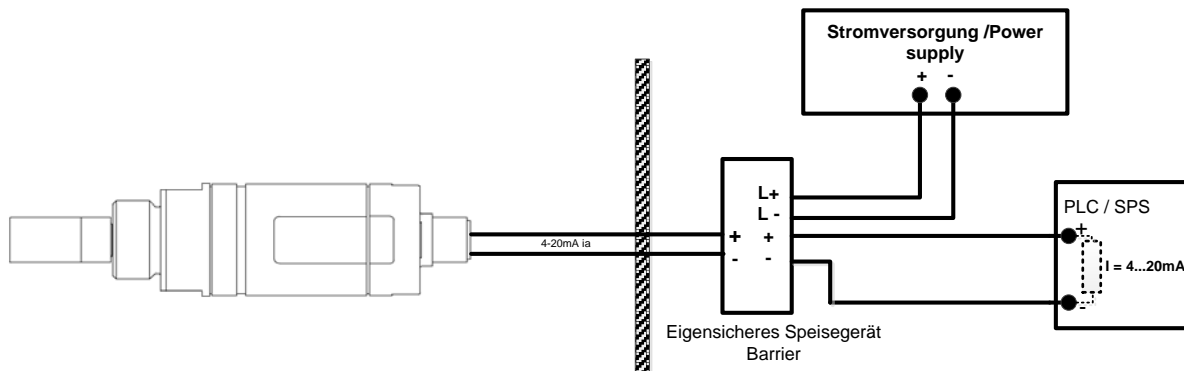 Stromversorgung /Power
supply
+ -
L+
L -
PLC / SPS
+
4-20mA ia
+ +
- -
I = 4...20mA
-
Eigensicheres Speisegerät
Barrier